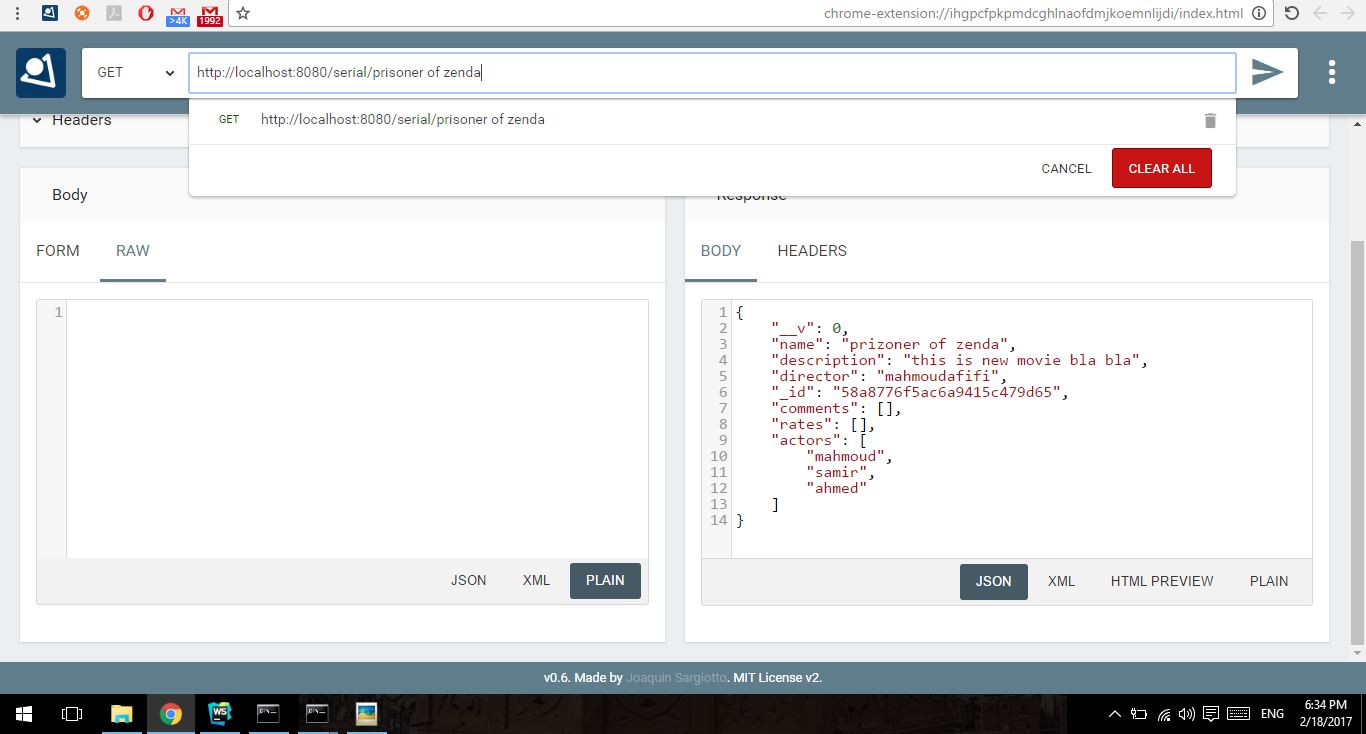 >4K
1992
chrome-extension://ihgpcfpkpmdcghlnaofdmjkoemnlijdi/index.html
GET
http://localhost:8080/serial/prisoner of zenda
Headers
GET http://localhost:8080/serial/prisoner of zenda
CANCEL CLEAR ALL
Body
Response
FORM RAW
BODY HEADERS
1
1 {
2 "__v": 0,
3 "name": "prizoner of zenda",
4 "description": "this is new movie bla bla",
5 "director": "mahmoudafifi",
6 "_id": "58a8776f5ac6a9415c479d65",
7 "comments": [],
8 "rates": [],
9 "actors": [
10 "mahmoud",
11 "samir",
12 "ahmed"
13 ]
14 }
JSON XML PLAIN
JSON XML HTML PREVIEW PLAIN
v0.6. Made by Joaquin Sargiotto. MIT License v2.
WS
ENG
6:34 PM
2/18/2017